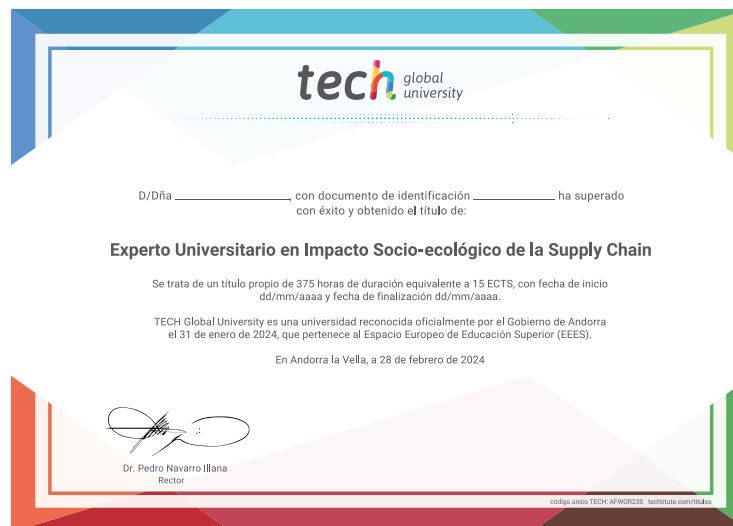 tech global university
D/Dña ____________________, con documento de identificación ______________ ha superado
con éxito y obtenido el título de:
Experto Universitario en Impacto Socio-ecológico de la Supply Chain
Se trata de un título propio de 375 horas de duración equivalente a 15 ECTS, con fecha de inicio
dd/mm/aaaa y fecha de finalización dd/mm/aaaa.
TECH Global University es una universidad reconocida oficialmente por el Gobierno de Andorra
el 31 de enero de 2024, que pertenece al Espacio Europeo de Educación Superior (EEES).
En Andorra la Vella, a 28 de febrero de 2024
Dr. Pedro Navarro Illana
Rector
código único TECH: AFWOR23S techtitute.com/titulos